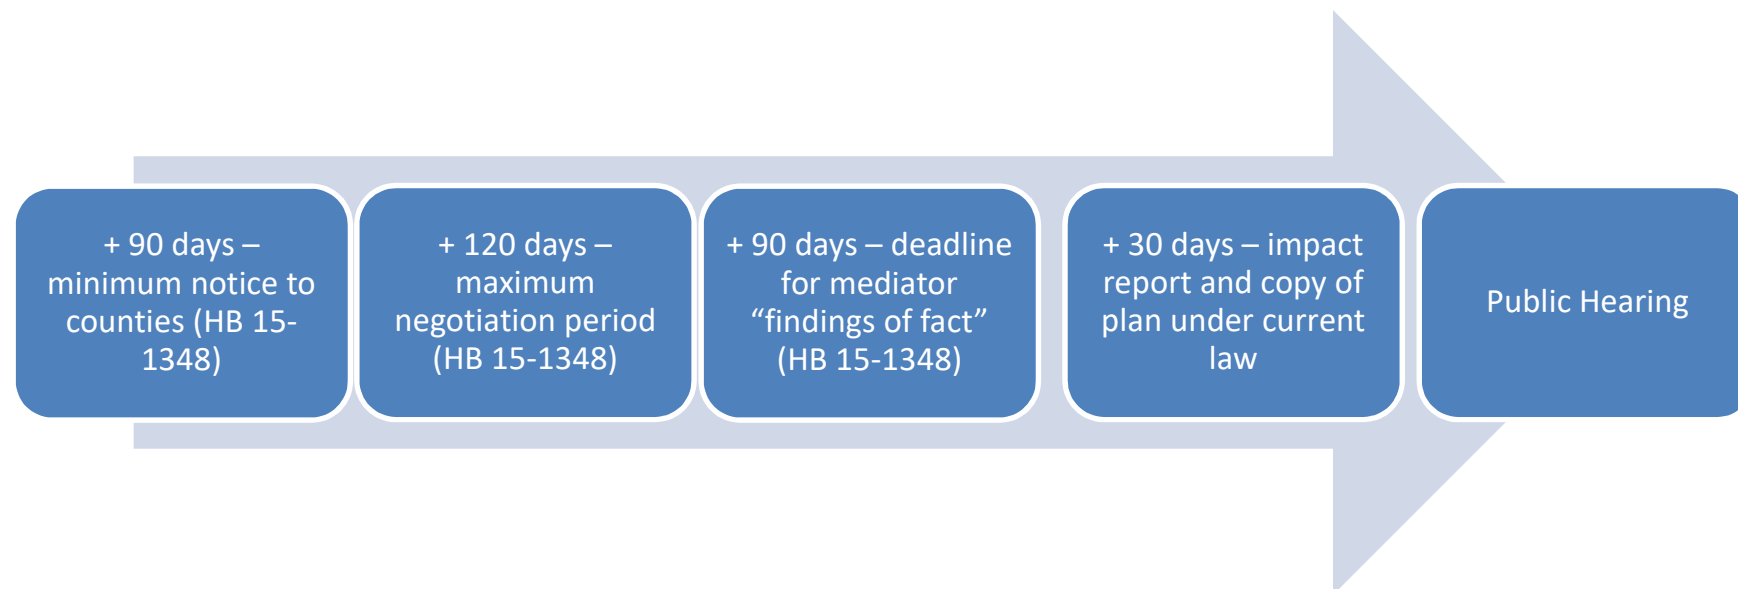 + 90 days –
minimum notice to
counties (HB 15-
1348)
+ 120 days –
maximum
negotiation period
(HB 15-1348)
+ 90 days – deadline
for mediator
“findings of fact”
(HB 15-1348)
+ 30 days – impact
report and copy of
plan under current
law
Public Hearing